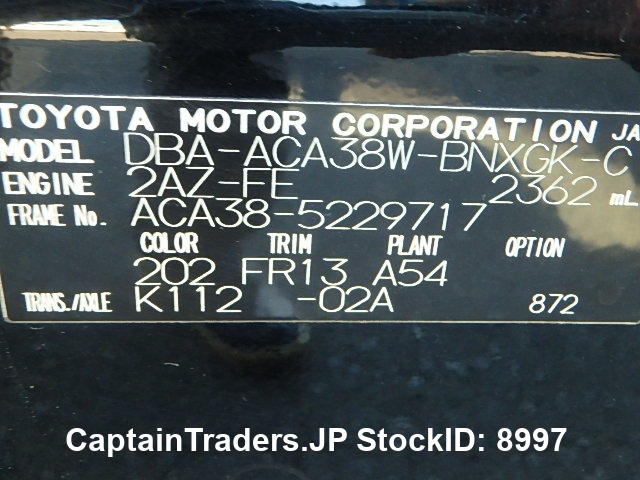 TOYOTA MOTOR CORPORATION JA
MODEL DBA-ACA38W-BNXGK-C
ENGINE 2AZ-FE 2362 mL
FRAME No. ACA38-5229717
COLOR TRIM PLANT OPTION
202 FR13 A54
TRANS./AXLE K112 -02A 872
CaptainTraders.JP StockID: 8997